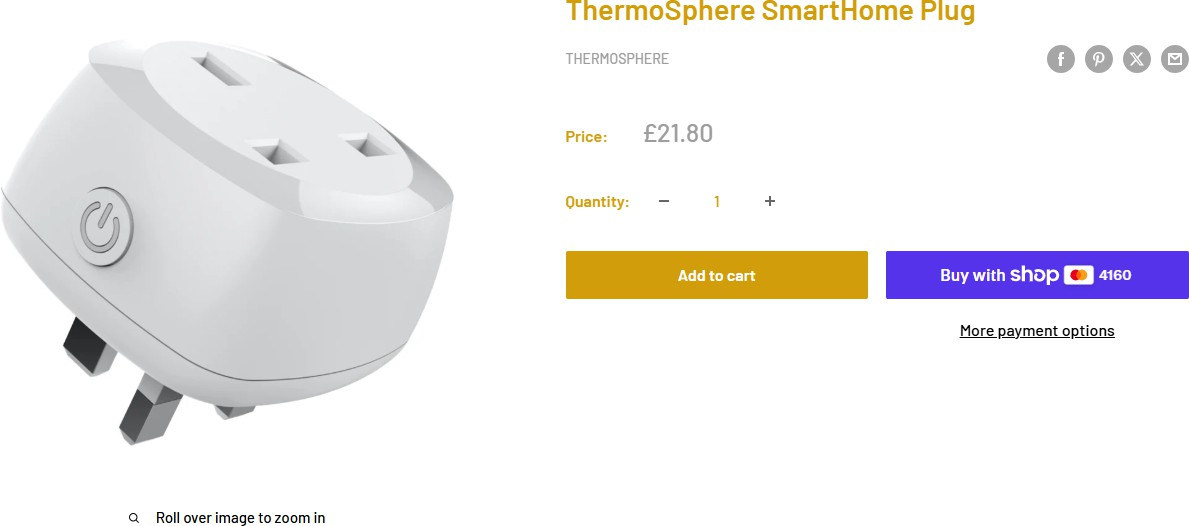 ThermoSphere SmartHome Plug
THERMOSPHERE
Price: £21.80
Quantity: 1
Add to cart
Buy with shop 4160
More payment options
Roll over image to zoom in